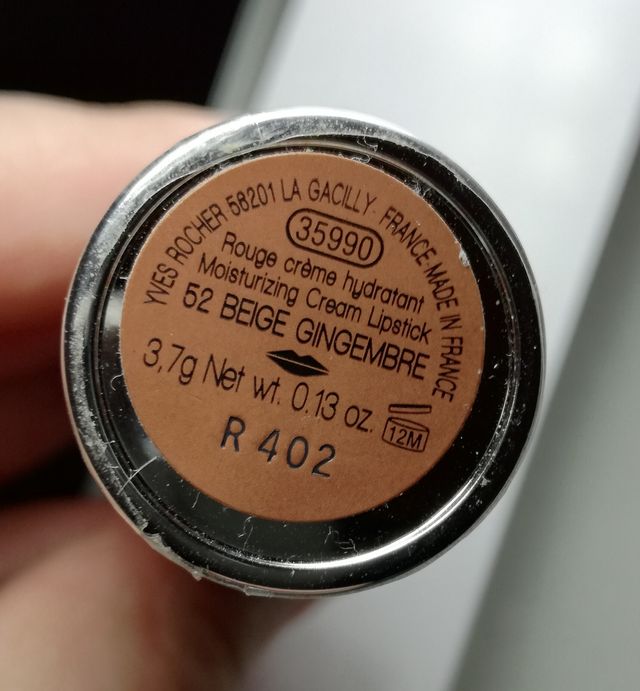 YVES ROCHER 58201 LA GACILLY · FRANCE·MADE IN FRANCE
35990
Rouge crème hydratant
Moisturizing Cream Lipstick
52 BEIGE GINGEMBRE
3,7g Net wt. 0.13 oz.
12M
R 402